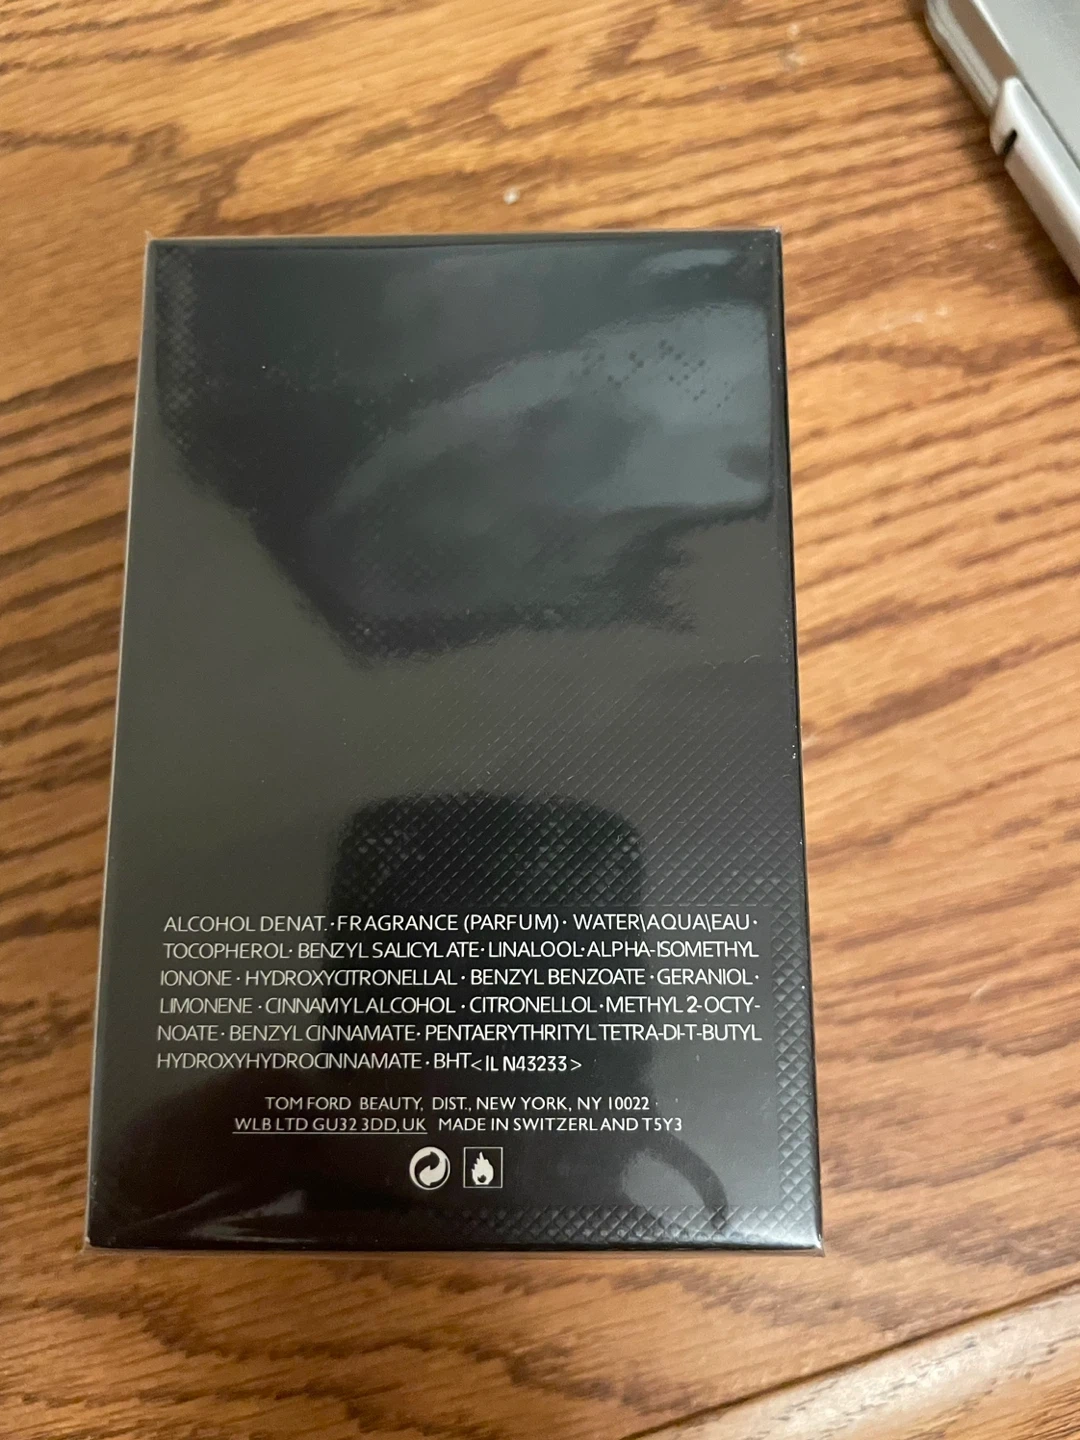 ALCOHOL DENAT.·FRAGRANCE (PARFUM)· WATER\AQUA\EAU·
TOCOPHEROL· BENZYL SALICYLATE· LINALOOL·ALPHA-ISOMETHYL
IONONE · HYDROXYCITRONELLAL · BENZYL BENZOATE · GERANIOL·
LIMONENE · CINNAMYL ALCOHOL · CITRONELLOL ·METHYL 2-OCTY-
NOATE· BENZYL CINNAMATE· PENTAERYTHRITYL TETRA-DI-T-BUTYL
HYDROXYHYDROCINNAMATE · BHT<IL N43233>
TOM FORD BEAUTY, DIST., NEW YORK, NY 10022 ·
WLB LTD GU32 3DD, UK MADE IN SWITZERLAND T5Y3